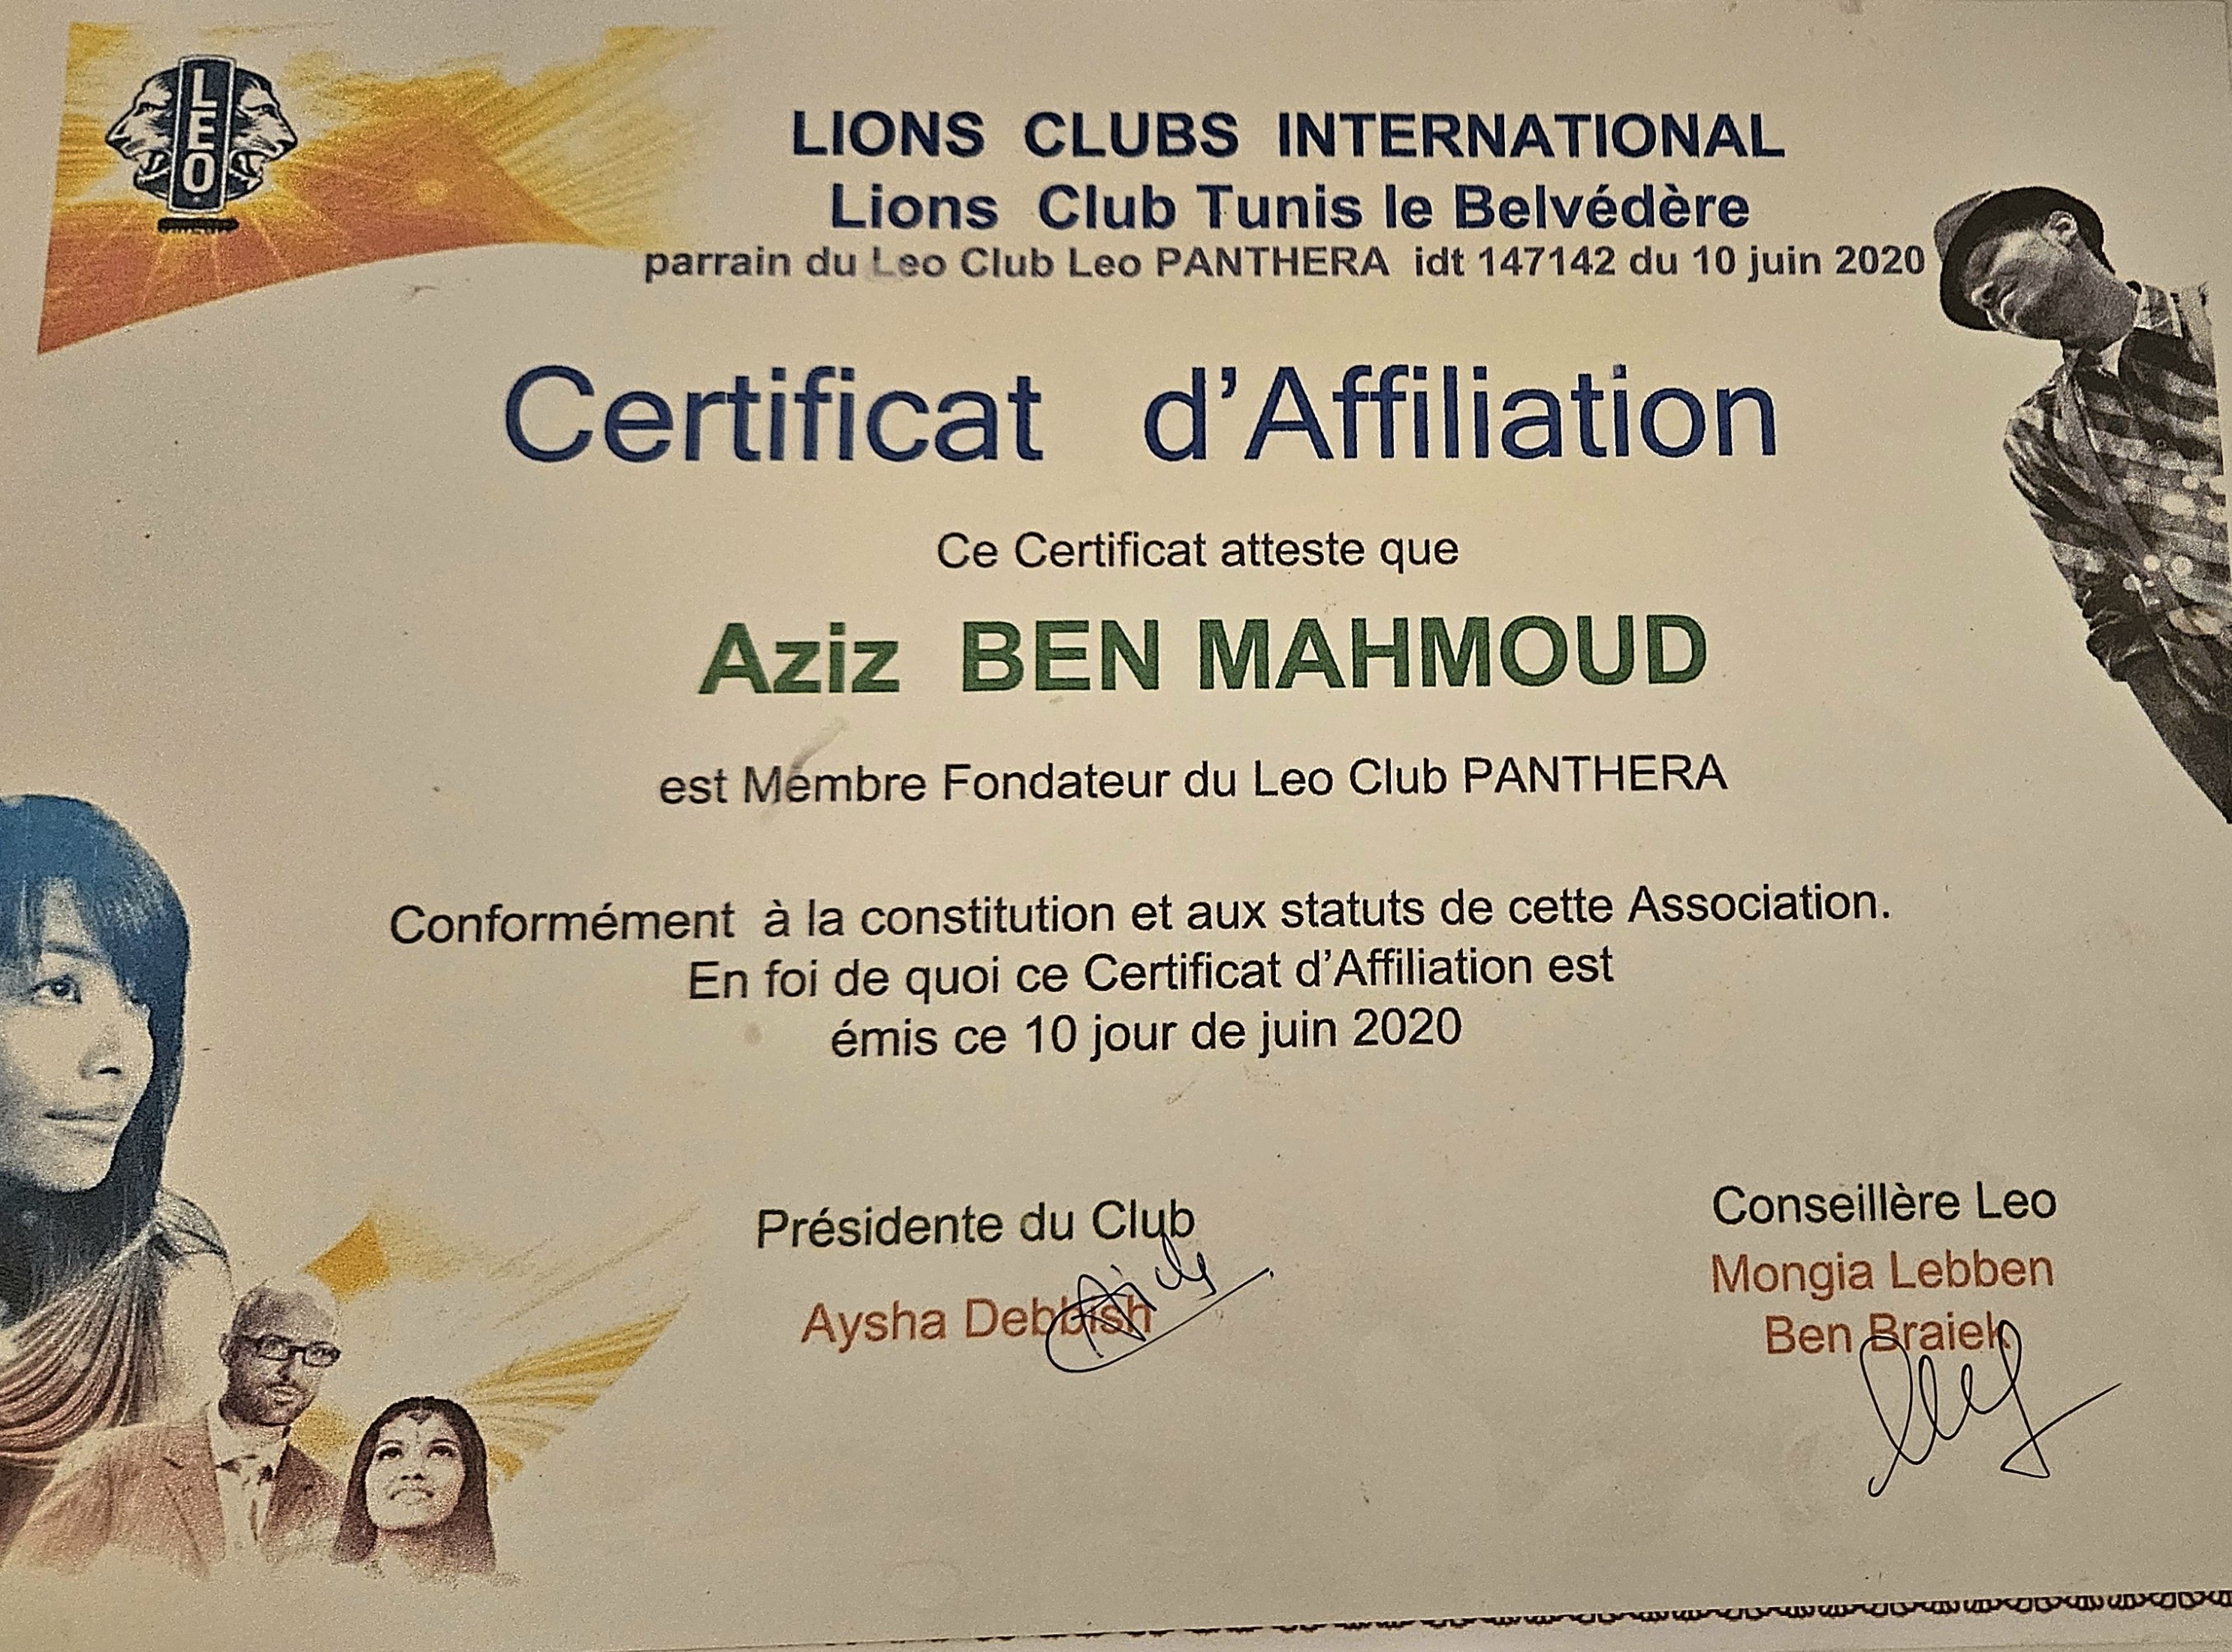 LEO
LIONS CLUBS INTERNATIONAL
Lions Club Tunis le Belvédère
parrain du Leo Club Leo PANTHERA idt 147142 du 10 juin 2020
Certificat d’Affiliation
Ce Certificat atteste que
Aziz BEN MAHMOUD
est Membre Fondateur du Leo Club PANTHERA
Conformément à la constitution et aux statuts de cette Association.
En foi de quoi ce Certificat d’Affiliation est
émis ce 10 jour de juin 2020
Présidente du Club
Aysha Debbish
Conseillère Leo
Mongia Lebben
Ben Braiek